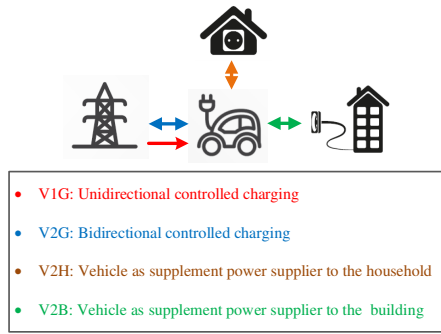 • V1G: Unidirectional controlled charging
• V2G: Bidirectional controlled charging
• V2H: Vehicle as supplement power supplier to the household
• V2B: Vehicle as supplement power supplier to the building